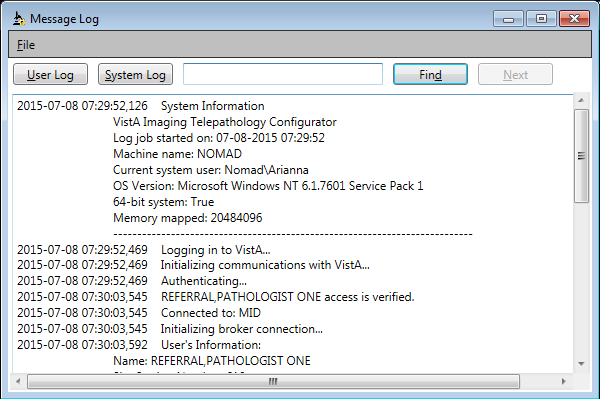 Message Log
File
User Log System Log Find Next
2015-07-08 07:29:52,126 System Information
VistA Imaging Telepathology Configurator
Log job started on: 07-08-2015 07:29:52
Machine name: NOMAD
Current system user: Nomad\Arianna
OS Version: Microsoft Windows NT 6.1.7601 Service Pack 1
64-bit system: True
Memory mapped: 20484096
--------------------------------------------------------------------------------
2015-07-08 07:29:52,469 Logging in to VistA...
2015-07-08 07:29:52,469 Initializing communications with VistA...
2015-07-08 07:29:52,469 Authenticating...
2015-07-08 07:30:03,545 REFERRAL,PATHOLOGIST ONE access is verified.
2015-07-08 07:30:03,545 Connected to: MID
2015-07-08 07:30:03,545 Initializing broker connection...
2015-07-08 07:30:03,592 User's Information:
Name: REFERRAL,PATHOLOGIST ONE